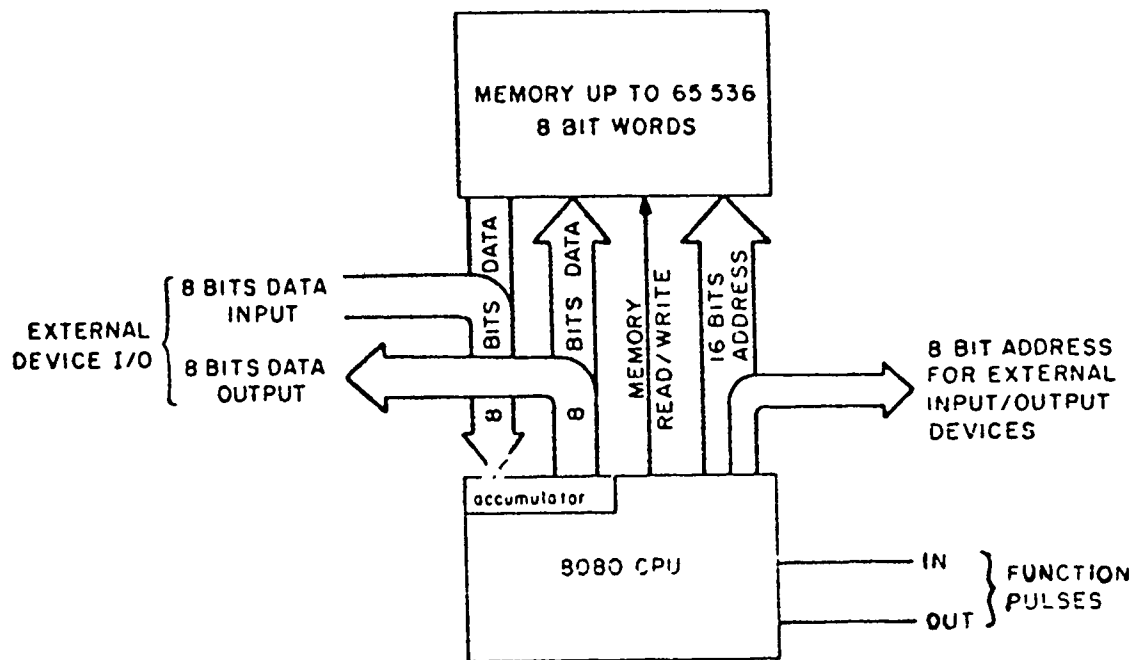 MEMORY UP TO 65 536
8 BIT WORDS
8 BITS DATA
8 BITS DATA
MEMORY
READ/WRITE
16 BITS
ADDRESS
EXTERNAL
DEVICE I/O
8 BITS DATA
INPUT
8 BITS DATA
OUTPUT
8 BIT ADDRESS
FOR EXTERNAL
INPUT/OUTPUT
DEVICES
accumulator
8080 CPU
IN
OUT
FUNCTION
PULSES